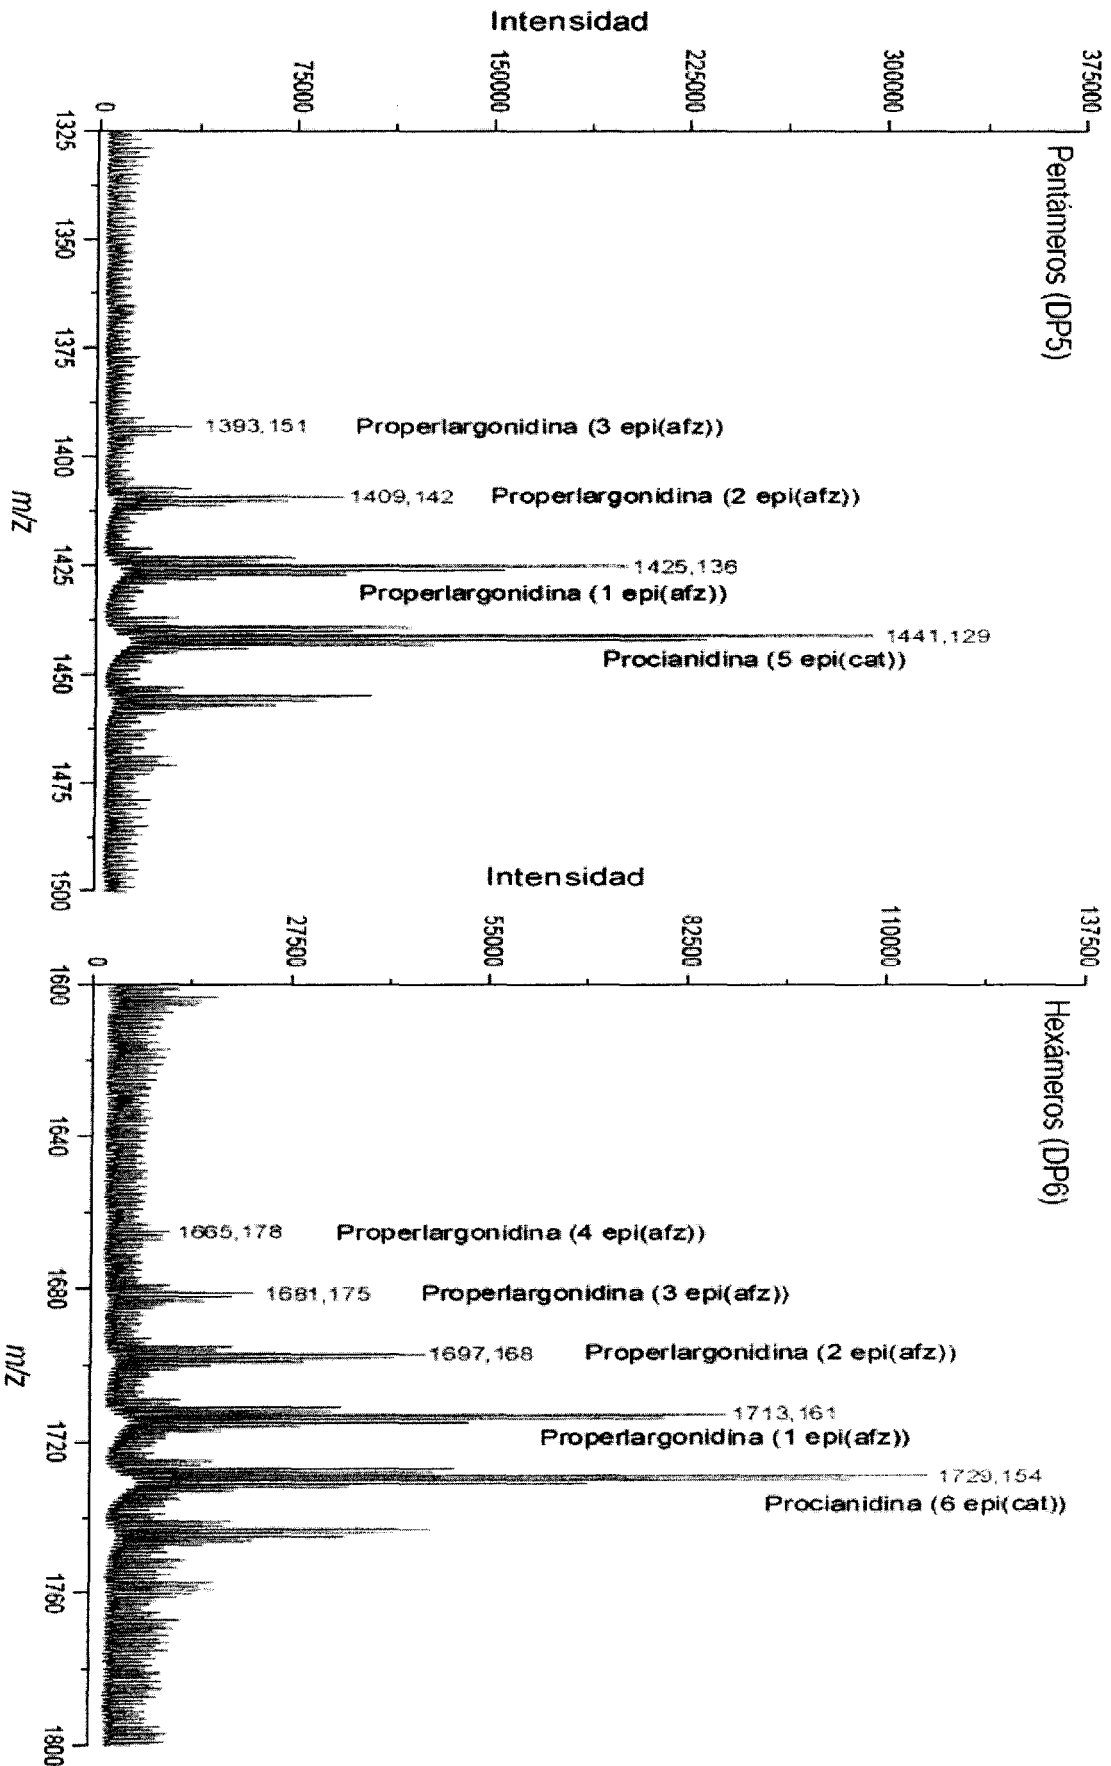 Intensidad
0
75000
150000
225000
300000
375000
Pentámeros (DP5)
1393,151 Properlargonidina (3 epi(afz))
1409,142 Properlargonidina (2 epi(afz))
1425,136
Properlargonidina (1 epi(afz))
1441,129
Procianidina (5 epi(cat))
1325
1350
1375
1400
1425
1450
1475
1500
m/z
Intensidad
0
27500
55000
82500
110000
137500
Hexámeros (DP6)
1665,178 Properlargonidina (4 epi(afz))
1681,175 Properlargonidina (3 epi(afz))
1697,168 Properlargonidina (2 epi(afz))
1713,161
Properlargonidina (1 epi(afz))
1729,154
Procianidina (6 epi(cat))
1600
1640
1680
1720
1760
1800
m/z